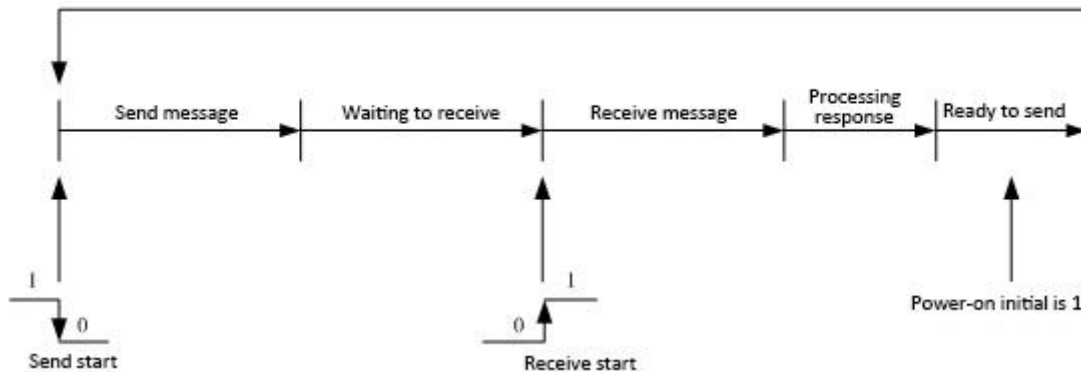 Send message
Waiting to receive
Receive message
Processing
response
Ready to send
1
0
Send start
0
1
Receive start
Power-on initial is 1